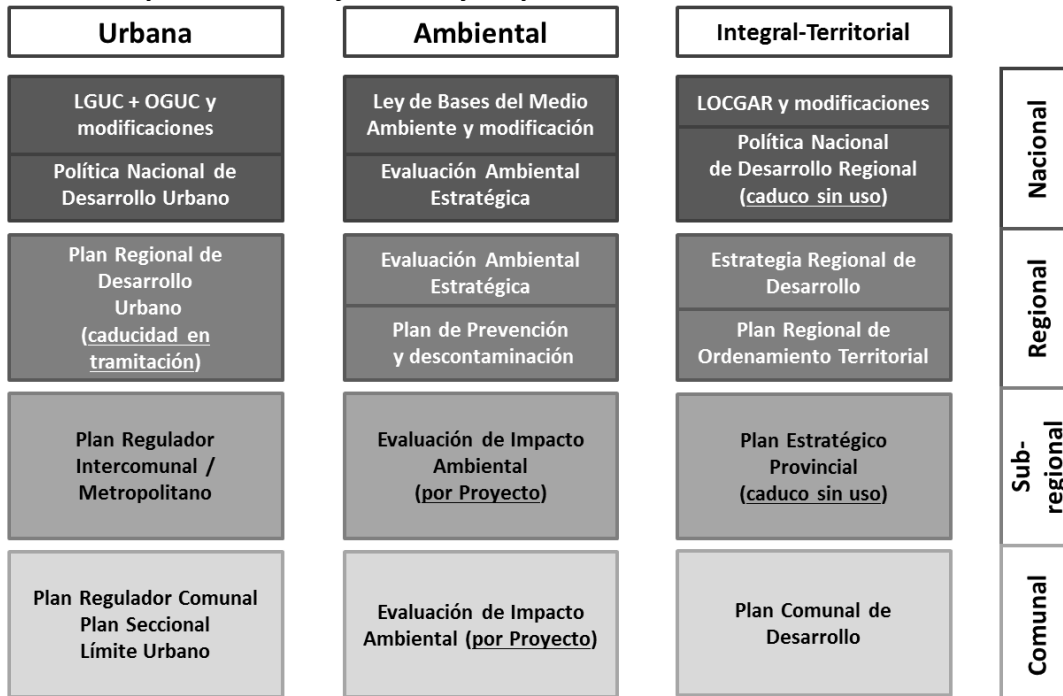 Urbana
Ambiental
Integral-Territorial
LGUC + OGUC y
modificaciones
Política Nacional de
Desarrollo Urbano
Ley de Bases del Medio
Ambiente y modificación
Evaluación Ambiental
Estratégica
LOCGAR y modificaciones
Política Nacional
de Desarrollo Regional
(caduco sin uso)
Nacional
Plan Regional de
Desarrollo
Urbano
(caducidad en
tramitación)
Evaluación Ambiental
Estratégica
Plan de Prevención
y descontaminación
Estrategia Regional de
Desarrollo
Plan Regional de
Ordenamiento Territorial
Regional
Plan Regulador
Intercomunal /
Metropolitano
Evaluación de Impacto
Ambiental
(por Proyecto)
Plan Estratégico
Provincial
(caduco sin uso)
Sub-
regional
Plan Regulador Comunal
Plan Seccional
Límite Urbano
Evaluación de Impacto
Ambiental (por Proyecto)
Plan Comunal de
Desarrollo
Comunal